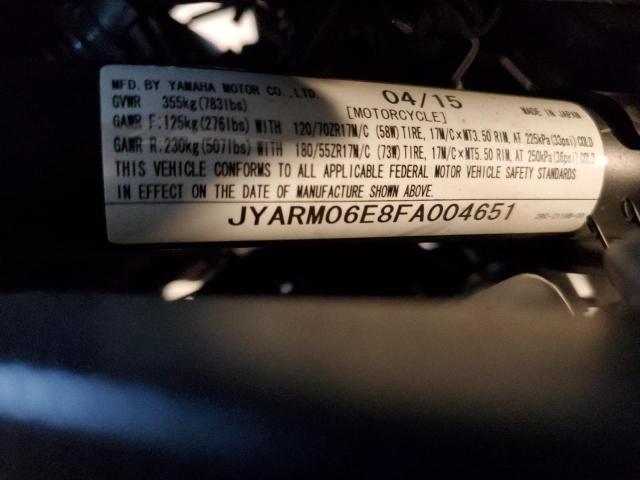 MFD. BY YAMAHA MOTOR CO., LTD. 04/15
GVWR 355kg(783lbs) [MOTORCYCLE] MADE IN JAPAN
GAWR F:125kg(276lbs) WITH 120/70ZR17M/C (58W) TIRE, 17M/C×MT3.50 RIM, AT 225kPa(33psi) COLD
GAWR R:230kg(507lbs) WITH 180/55ZR17M/C (73W) TIRE, 17M/C×MT5.50 RIM, AT 250kPa(36psi) COLD
THIS VEHICLE CONFORMS TO ALL APPLICABLE FEDERAL MOTOR VEHICLE SAFETY STANDARDS
IN EFFECT ON THE DATE OF MANUFACTURE SHOWN ABOVE.
JYARM06E8FA004651